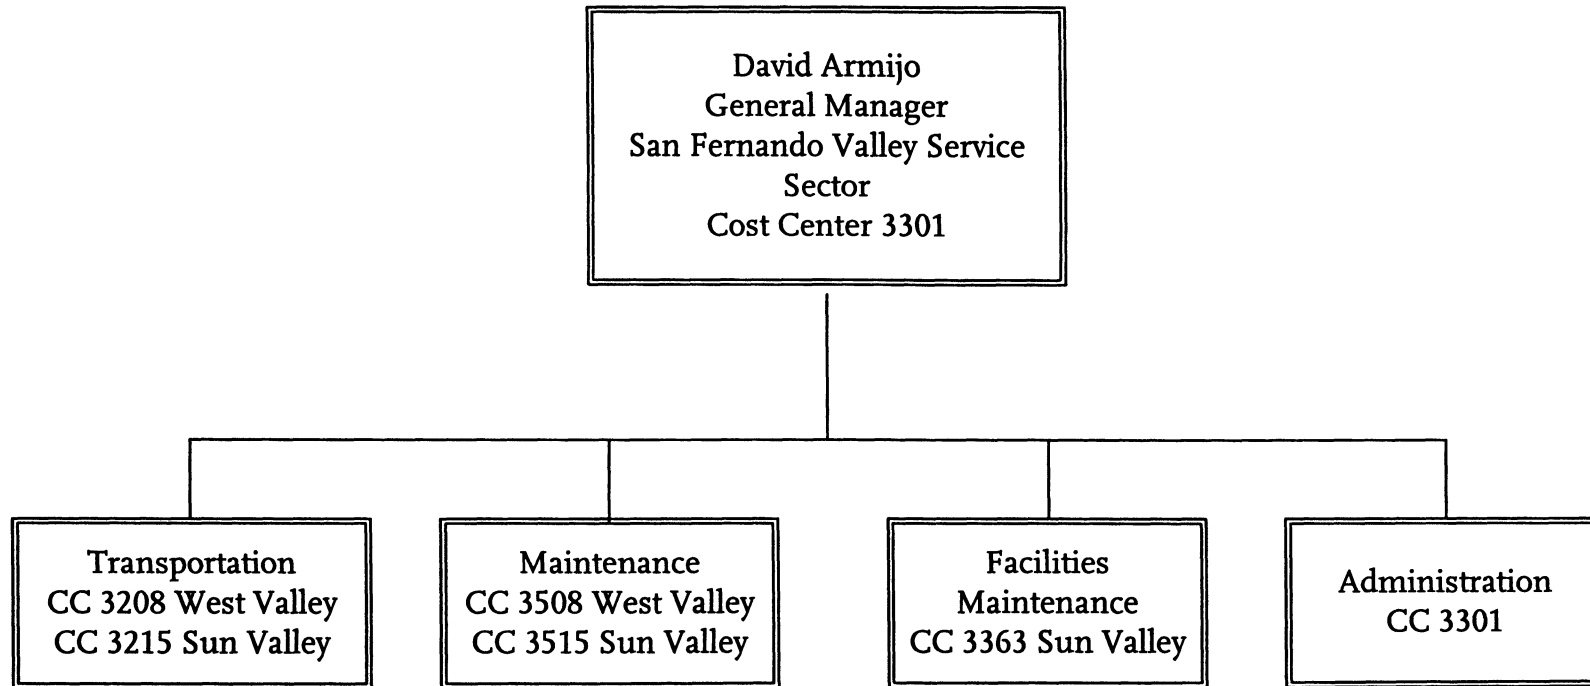 David Armijo
General Manager
San Fernando Valley Service
Sector
Cost Center 3301
Transportation
CC 3208 West Valley
CC 3215 Sun Valley
Maintenance
CC 3508 West Valley
CC 3515 Sun Valley
Facilities
Maintenance
CC 3363 Sun Valley
Administration
CC 3301